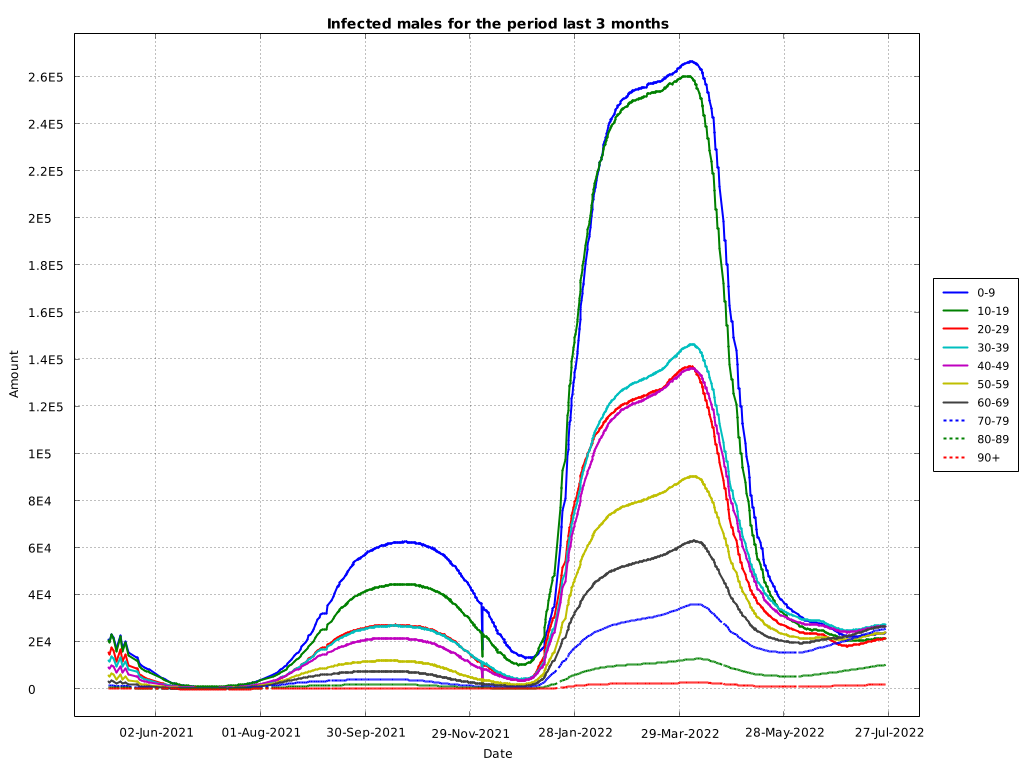 Infected males for the period last 3 months
Amount
2.6E5
2.4E5
2.2E5
2E5
1.8E5
1.6E5
1.4E5
1.2E5
1E5
8E4
6E4
4E4
2E4
0
02-Jun-2021 01-Aug-2021 30-Sep-2021 29-Nov-2021 28-Jan-2022 29-Mar-2022 28-May-2022 27-Jul-2022
Date
0-9
10-19
20-29
30-39
40-49
50-59
60-69
70-79
80-89
90+